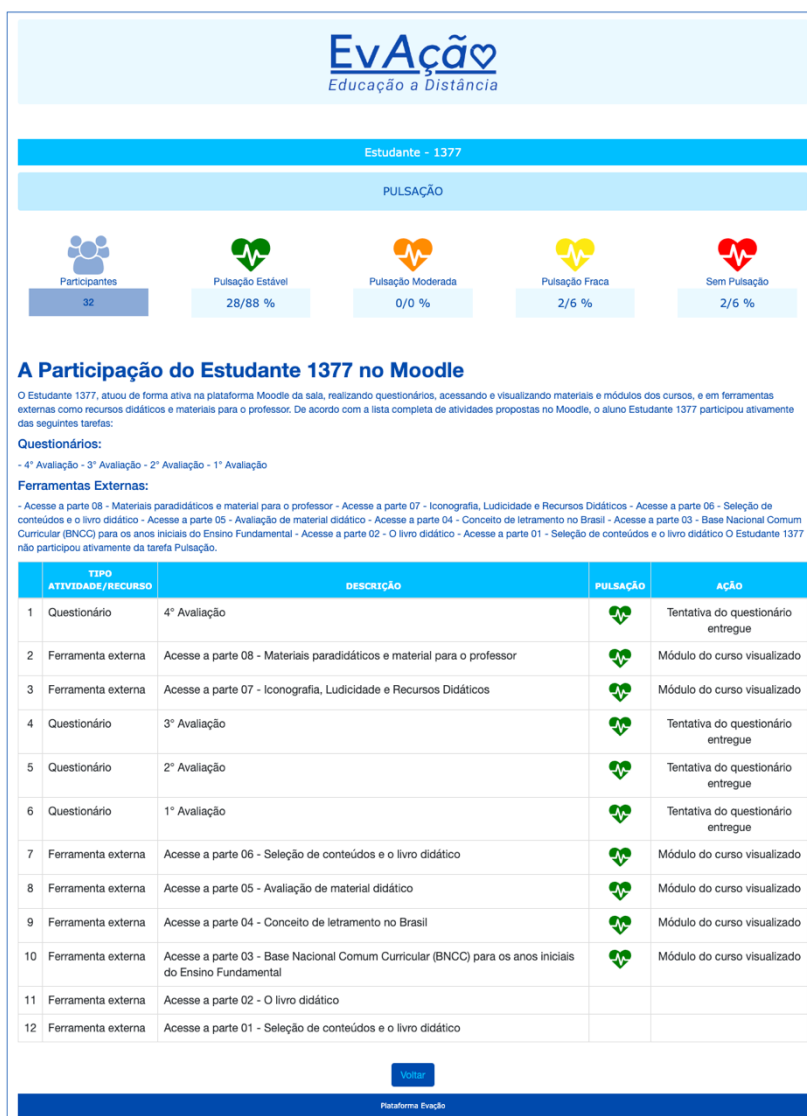 EvAção
Educação a Distância
Estudante - 1377
PULSAÇÃO
Participantes
32
Pulsação Estável
28/88 %
Pulsação Moderada
0/0 %
Pulsação Fraca
2/6 %
Sem Pulsação
2/6 %
A Participação do Estudante 1377 no Moodle
O Estudante 1377, atuou de forma ativa na plataforma Moodle da sala, realizando questionários, acessando e visualizando materiais e módulos dos cursos, e em ferramentas
externas como recursos didáticos e materiais para o professor. De acordo com a lista completa de atividades propostas no Moodle, o aluno Estudante 1377 participou ativamente
das seguintes tarefas:
Questionários:
- 4° Avaliação - 3° Avaliação - 2° Avaliação - 1° Avaliação
Ferramentas Externas:
- Acesse a parte 08 - Materiais paradidáticos e material para o professor - Acesse a parte 07 - Iconografia, Ludicidade e Recursos Didáticos - Acesse a parte 06 - Seleção de
conteúdos e o livro didático - Acesse a parte 05 - Avaliação de material didático - Acesse a parte 04 - Conceito de letramento no Brasil - Acesse a parte 03 - Base Nacional Comum
Curricular (BNCC) para os anos iniciais do Ensino Fundamental - Acesse a parte 02 - O livro didático - Acesse a parte 01 - Seleção de conteúdos e o livro didático O Estudante 1377
não participou ativamente da tarefa Pulsação.
TIPO
ATIVIDADE/RECURSO DESCRIÇÃO PULSAÇÃO AÇÃO
1 Questionário 4° Avaliação Tentativa do questionário
entregue
2 Ferramenta externa Acesse a parte 08 - Materiais paradidáticos e material para o professor Módulo do curso visualizado
3 Ferramenta externa Acesse a parte 07 - Iconografia, Ludicidade e Recursos Didáticos Módulo do curso visualizado
4 Questionário 3° Avaliação Tentativa do questionário
entregue
5 Questionário 2° Avaliação Tentativa do questionário
entregue
6 Questionário 1° Avaliação Tentativa do questionário
entregue
7 Ferramenta externa Acesse a parte 06 - Seleção de conteúdos e o livro didático Módulo do curso visualizado
8 Ferramenta externa Acesse a parte 05 - Avaliação de material didático Módulo do curso visualizado
9 Ferramenta externa Acesse a parte 04 - Conceito de letramento no Brasil Módulo do curso visualizado
10 Ferramenta externa Acesse a parte 03 - Base Nacional Comum Curricular (BNCC) para os anos iniciais Módulo do curso visualizado
do Ensino Fundamental
11 Ferramenta externa Acesse a parte 02 - O livro didático
12 Ferramenta externa Acesse a parte 01 - Seleção de conteúdos e o livro didático
Voltar
Plataforma Evação